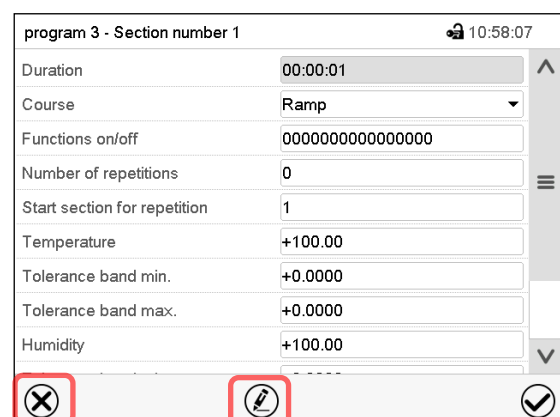 program 3 - Section number 1 10:58:07
Duration 00:00:01
Course Ramp
Functions on/off 0000000000000000
Number of repetitions 0
Start section for repetition 1
Temperature +100.00
Tolerance band min. +0.0000
Tolerance band max. +0.0000
Humidity +100.00